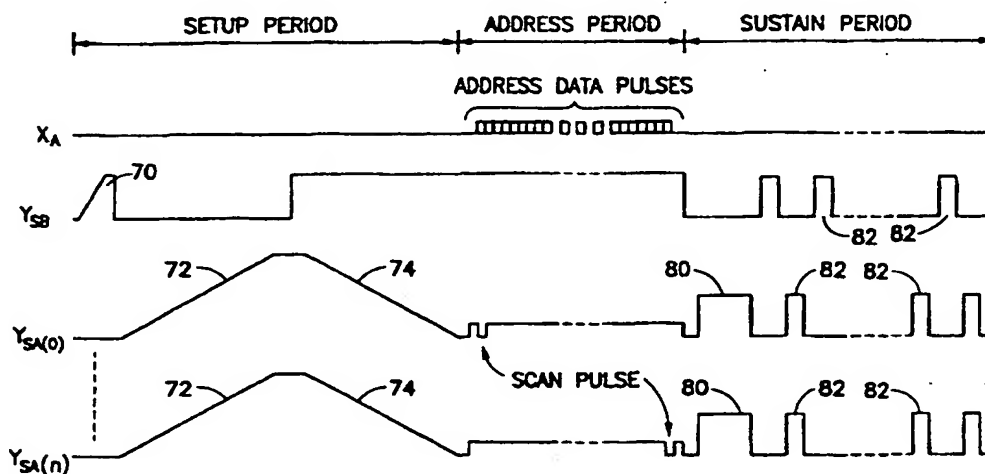 SETUP PERIOD ADDRESS PERIOD SUSTAIN PERIOD
ADDRESS DATA PULSES
XA
70
YSB
82 82
72 74 80 82 82
YSA(0)
SCAN PULSE
72 74 80 82 82
YSA(n)